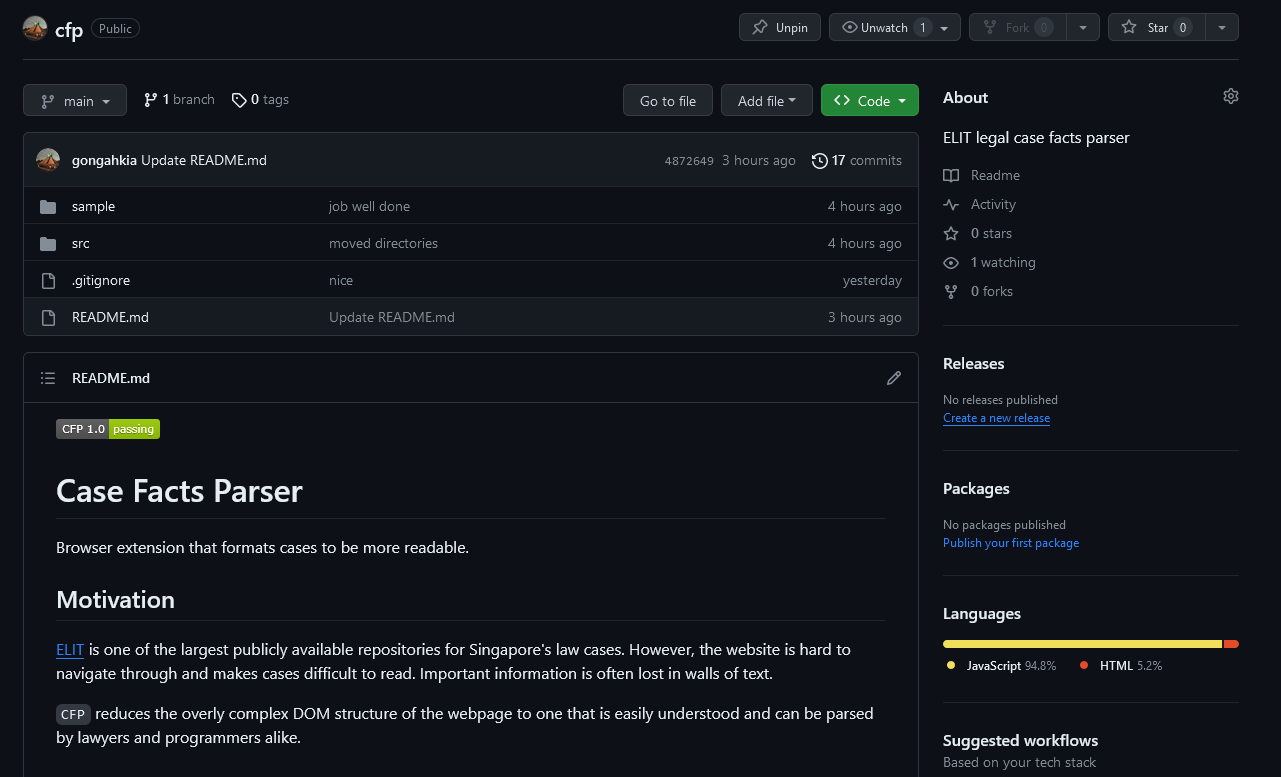 cfp Public Unpin Unwatch 1 Fork 0 Star 0
main 1 branch 0 tags Go to file Add file Code
gongahkia Update README.md 4872649 3 hours ago 17 commits
sample job well done 4 hours ago
src moved directories 4 hours ago
.gitignore nice yesterday
README.md Update README.md 3 hours ago
README.md
CFP 1.0 passing
Case Facts Parser
Browser extension that formats cases to be more readable.
Motivation
ELIT is one of the largest publicly available repositories for Singapore's law cases. However, the website is hard to
navigate through and makes cases difficult to read. Important information is often lost in walls of text.
CFP reduces the overly complex DOM structure of the webpage to one that is easily understood and can be parsed
by lawyers and programmers alike.
About
ELIT legal case facts parser
Readme
Activity
0 stars
1 watching
0 forks
Releases
No releases published
Create a new release
Packages
No packages published
Publish your first package
Languages
JavaScript 94.8% HTML 5.2%
Suggested workflows
Based on your tech stack